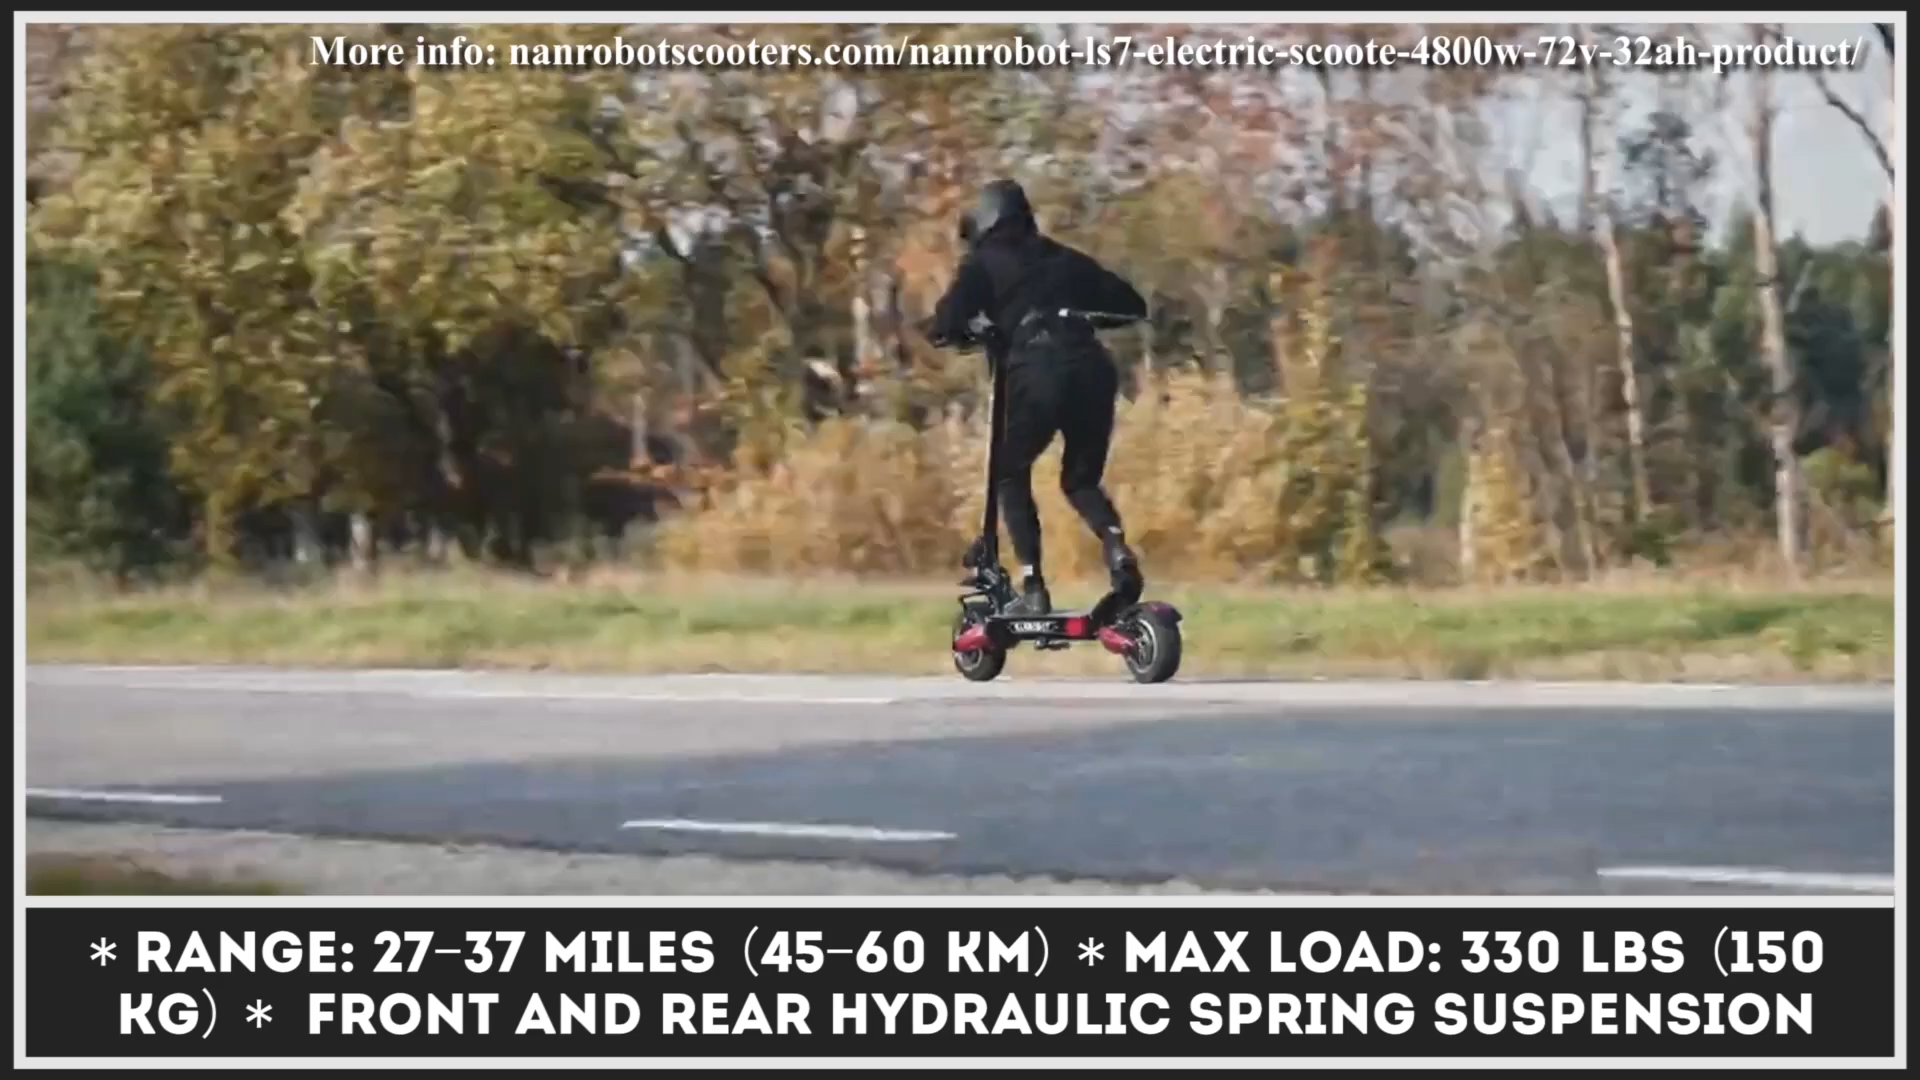 More info: nanrobotscooters.com/nanrobot-ls7-electric-scoote-4800w-72v-32ah-product/
* RANGE: 27–37 MILES (45–60 KM) * MAX LOAD: 330 LBS (150
KG) * FRONT AND REAR HYDRAULIC SPRING SUSPENSION